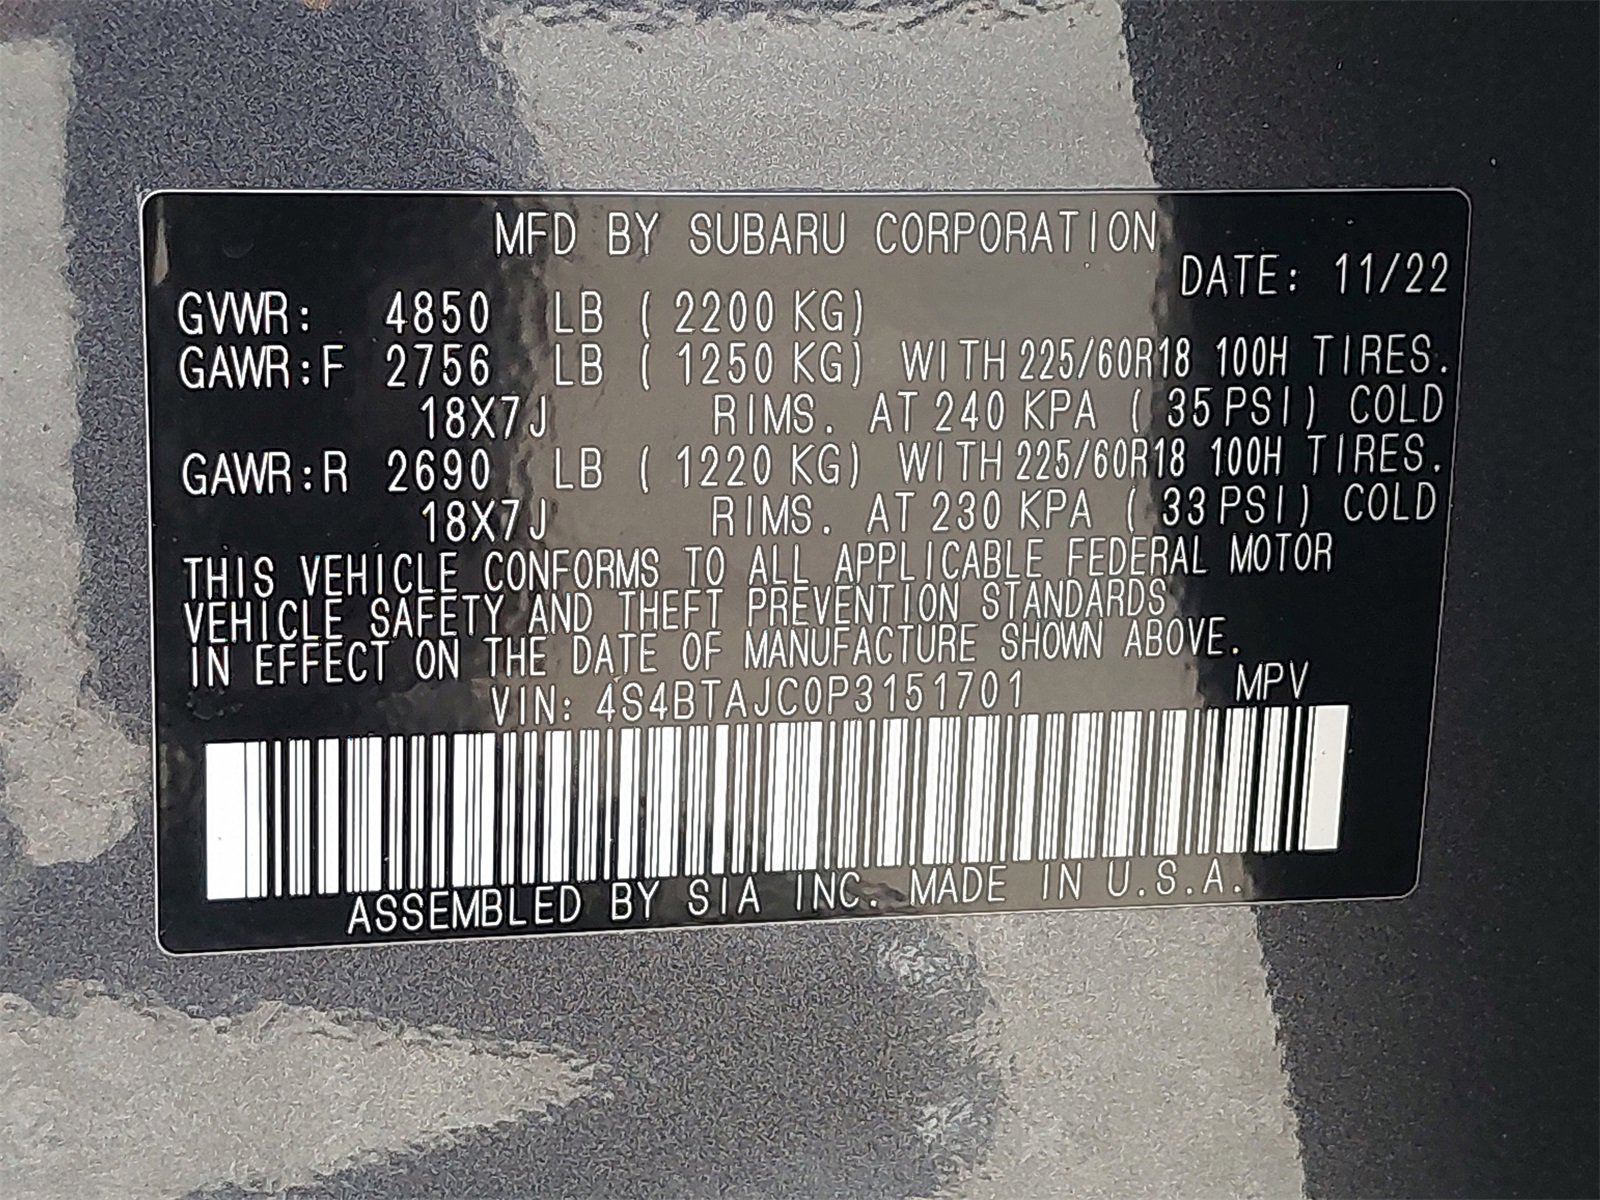 MFD BY SUBARU CORPORATION
DATE: 11/22
GVWR: 4850 LB ( 2200 KG)
GAWR:F 2756 LB ( 1250 KG) WITH 225/60R18 100H TIRES.
18X7J RIMS. AT 240 KPA ( 35 PSI) COLD
GAWR:R 2690 LB ( 1220 KG) WITH 225/60R18 100H TIRES.
18X7J RIMS. AT 230 KPA ( 33 PSI) COLD
THIS VEHICLE CONFORMS TO ALL APPLICABLE FEDERAL MOTOR
VEHICLE SAFETY AND THEFT PREVENTION STANDARDS
IN EFFECT ON THE DATE OF MANUFACTURE SHOWN ABOVE.
VIN: 4S4BTAJC0P3151701 MPV
ASSEMBLED BY SIA INC. MADE IN U.S.A.